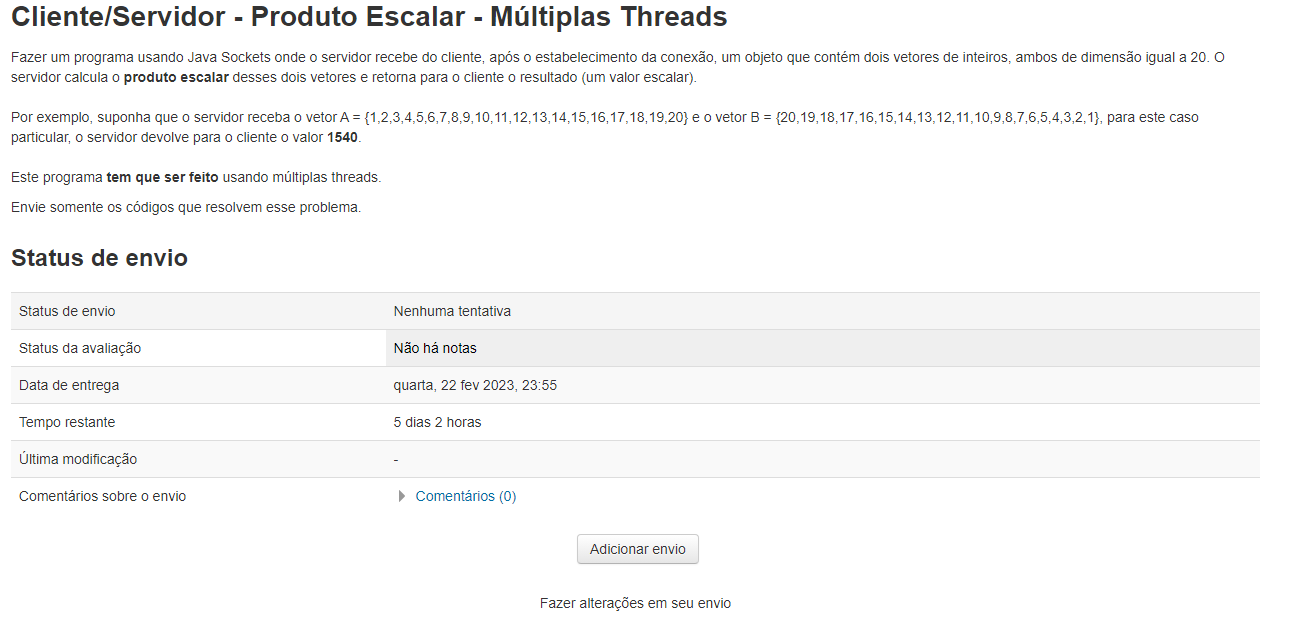 Cliente/Servidor - Produto Escalar - Múltiplas Threads
Fazer um programa usando Java Sockets onde o servidor recebe do cliente, após o estabelecimento da conexão, um objeto que contém dois vetores de inteiros, ambos de dimensão igual a 20. O
servidor calcula o produto escalar desses dois vetores e retorna para o cliente o resultado (um valor escalar).
Por exemplo, suponha que o servidor receba o vetor A = {1,2,3,4,5,6,7,8,9,10,11,12,13,14,15,16,17,18,19,20} e o vetor B = {20,19,18,17,16,15,14,13,12,11,10,9,8,7,6,5,4,3,2,1}, para este caso
particular, o servidor devolve para o cliente o valor 1540.
Este programa tem que ser feito usando múltiplas threads.
Envie somente os códigos que resolvem esse problema.
Status de envio
Status de envio Nenhuma tentativa
Status da avaliação Não há notas
Data de entrega quarta, 22 fev 2023, 23:55
Tempo restante 5 dias 2 horas
Última modificação -
Comentários sobre o envio Comentários (0)
Adicionar envio
Fazer alterações em seu envio